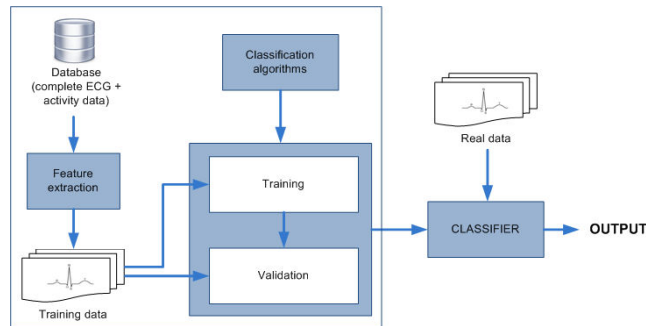 Database
(complete ECG +
activity data)
Classification
algorithms
Real data
Feature
extraction
Training
CLASSIFIER
OUTPUT
Validation
Training data